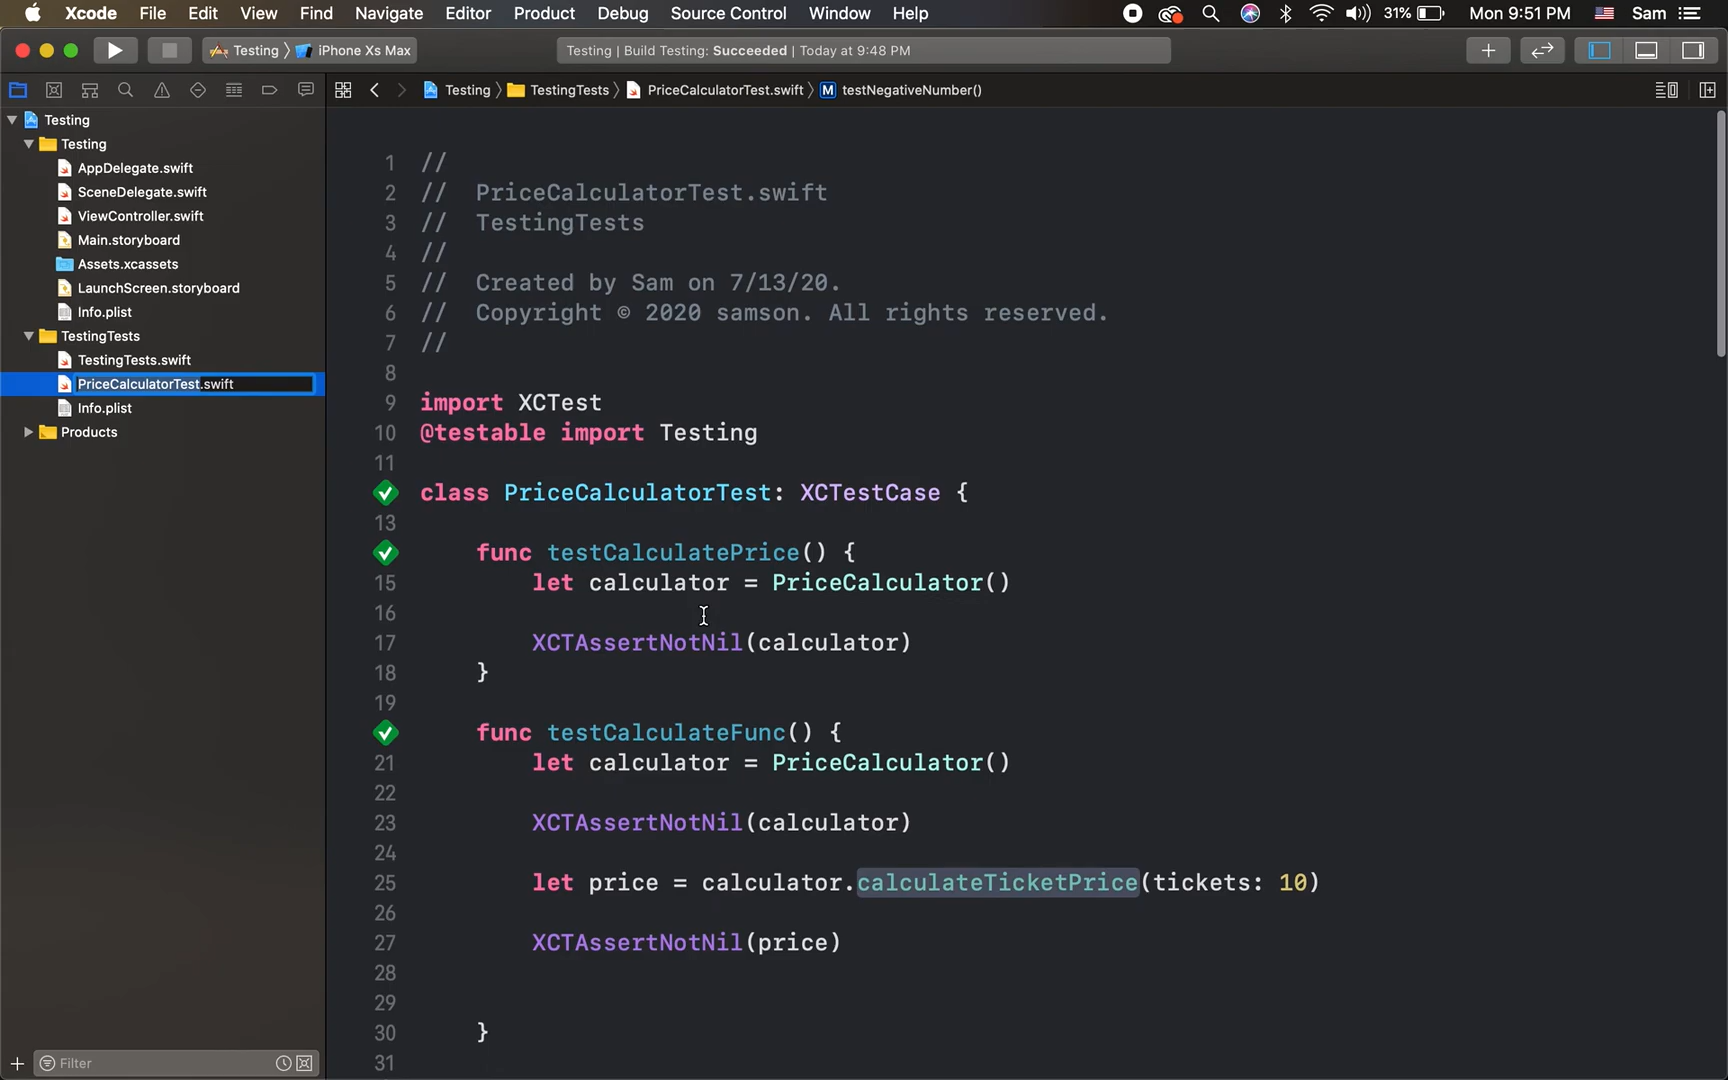 Xcode File Edit View Find Navigate Editor Product Debug Source Control Window Help 31% Mon 9:51 PM Sam
Testing iPhone Xs Max Testing | Build Testing: Succeeded | Today at 9:48 PM
Testing TestingTests PriceCalculatorTest.swift M testNegativeNumber()
Testing
Testing
AppDelegate.swift
SceneDelegate.swift
ViewController.swift
Main.storyboard
Assets.xcassets
LaunchScreen.storyboard
Info.plist
TestingTests
TestingTests.swift
PriceCalculatorTest.swift
Info.plist
Products
Filter
1 //
2 // PriceCalculatorTest.swift
3 // TestingTests
4 //
5 // Created by Sam on 7/13/20.
6 // Copyright © 2020 samson. All rights reserved.
7 //
8
9 import XCTest
10 @testable import Testing
11
class PriceCalculatorTest: XCTestCase {
13
func testCalculatePrice() {
15 let calculator = PriceCalculator()
16
17 XCTAssertNotNil(calculator)
18 }
19
func testCalculateFunc() {
21 let calculator = PriceCalculator()
22
23 XCTAssertNotNil(calculator)
24
25 let price = calculator.calculateTicketPrice(tickets: 10)
26
27 XCTAssertNotNil(price)
28
29
30 }
31